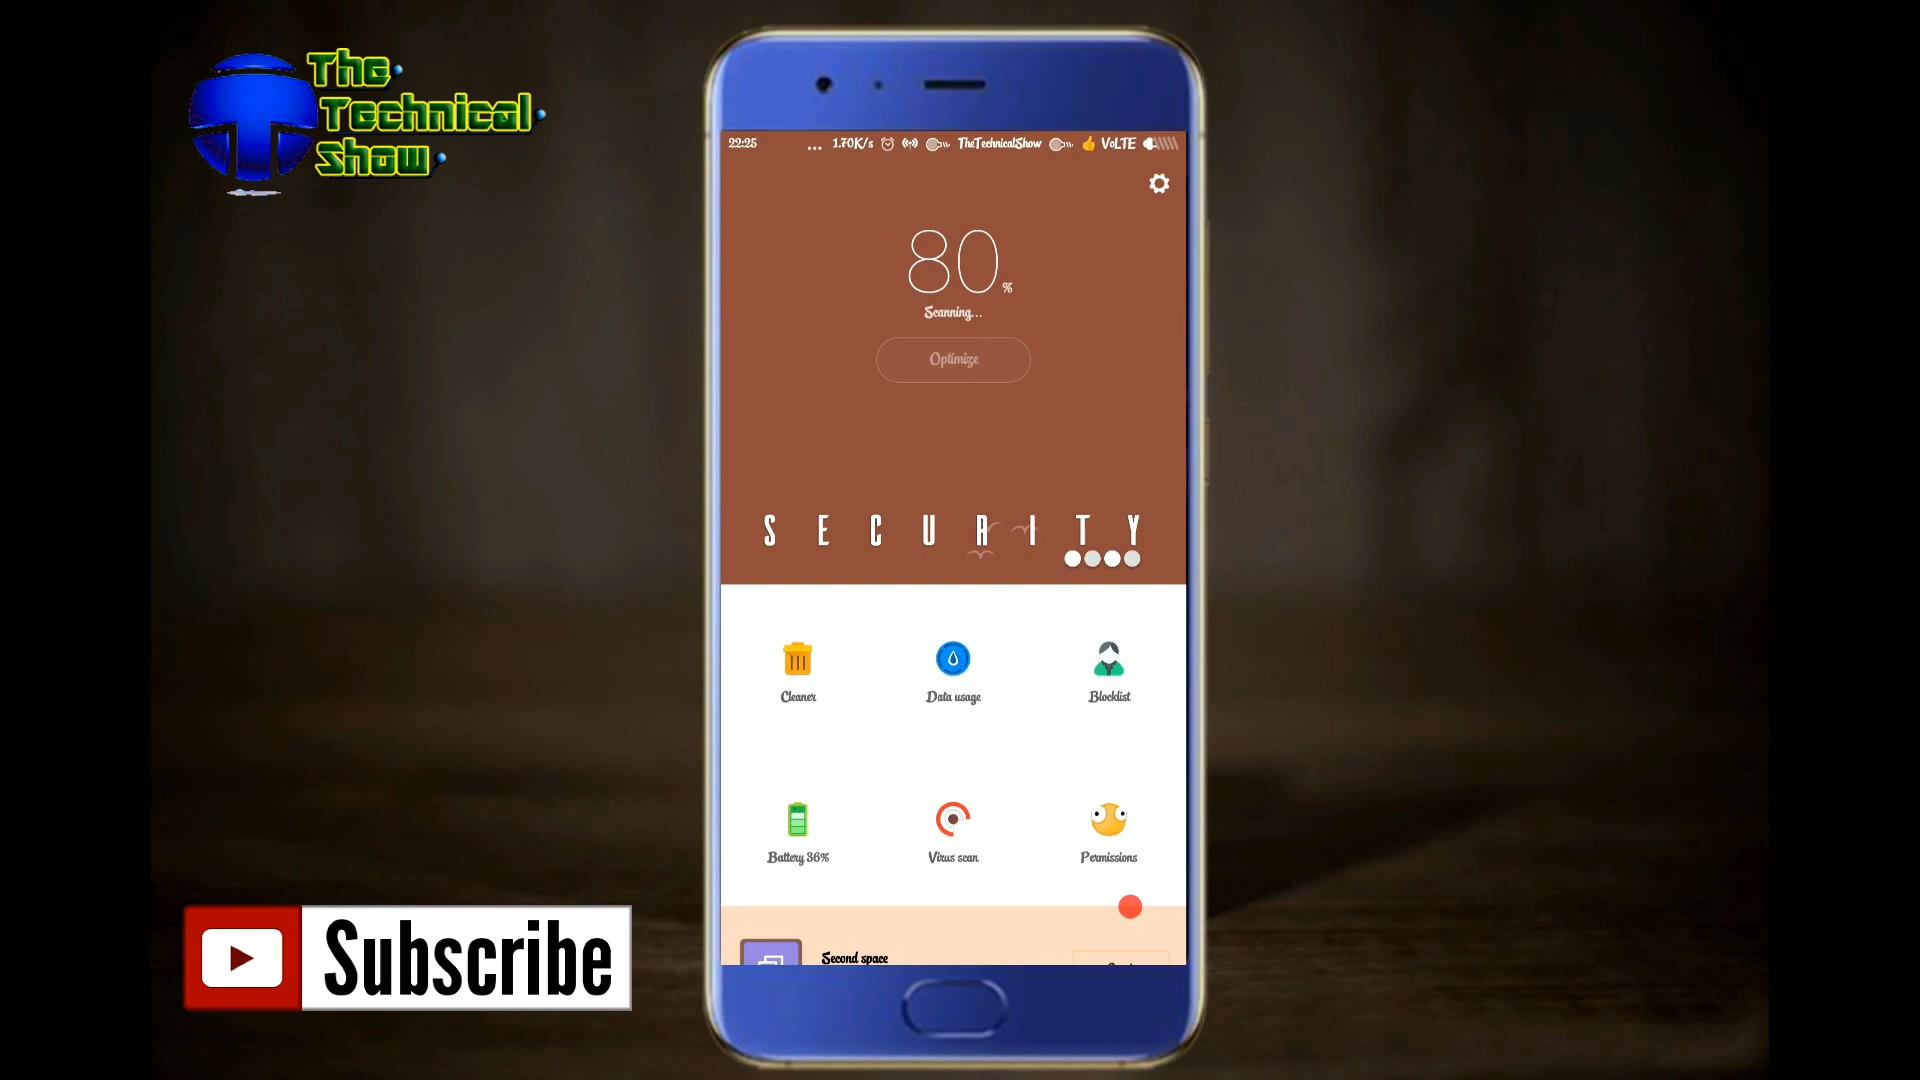 The
Technical
Show
22:25 ... 1.70K/s TheTechnicalShow VoLTE
80%
Scanning...
Optimize
SECURITY
Cleaner Data usage Blocklist
Battery 36% Virus scan Permissions
Second space
Subscribe